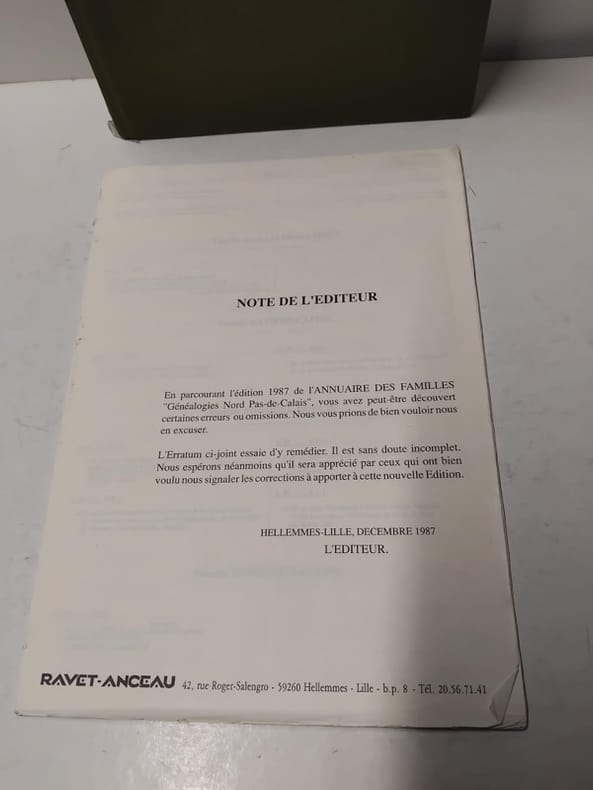 NOTE DE L'EDITEUR
En parcourant l'édition 1987 de l'ANNUAIRE DES FAMILLES
"Généalogies Nord Pas-de-Calais", vous avez peut-être découvert
certaines erreurs ou omissions. Nous vous prions de bien vouloir nous
en excuser.
L'Erratum ci-joint essaie d'y remédier. Il est sans doute incomplet.
Nous espérons néanmoins qu'il sera apprécié par ceux qui ont bien
voulu nous signaler les corrections à apporter à cette nouvelle Edition.
HELLEMMES-LILLE, DECEMBRE 1987
L'EDITEUR.
RAVET-ANCEAU 42, rue Roger-Salengro - 59260 Hellemmes - Lille - b.p. 8 - Tél. 20.56.71.41